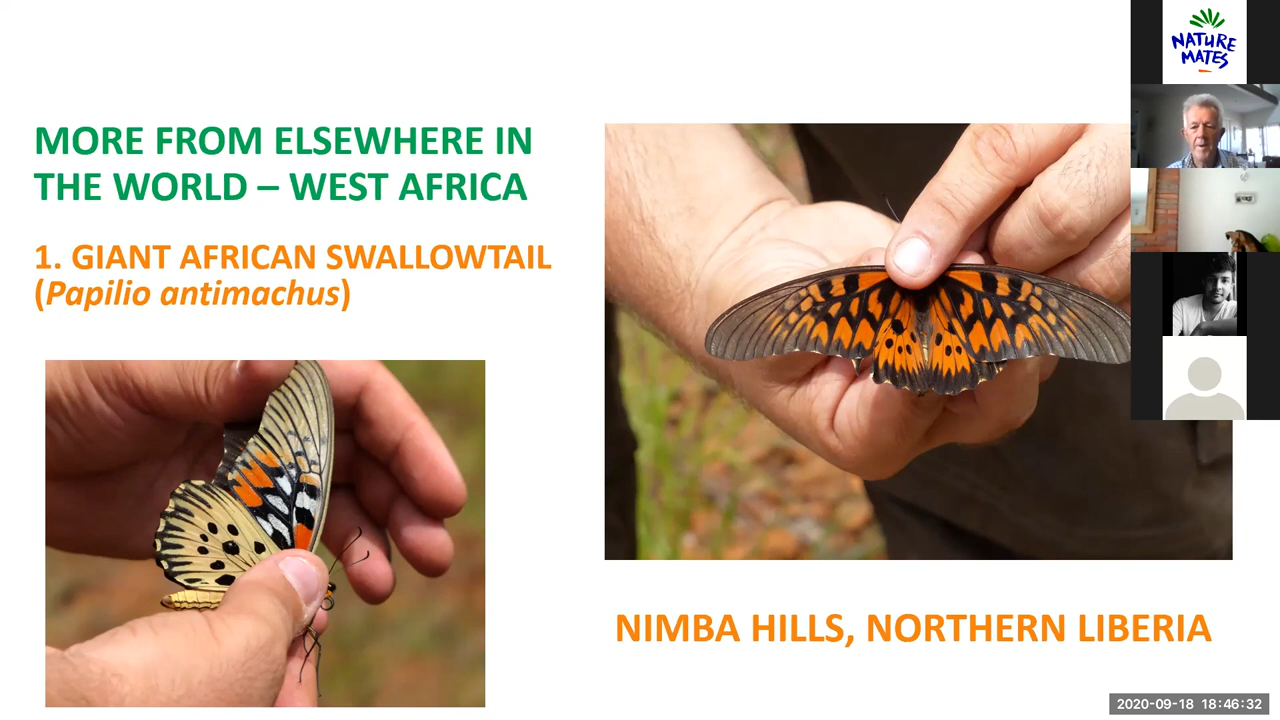 MORE FROM ELSEWHERE IN
THE WORLD – WEST AFRICA
1. GIANT AFRICAN SWALLOWTAIL
(Papilio antimachus)
NIMBA HILLS, NORTHERN LIBERIA
NATURE
MATES
2020-09-18 18:46:32